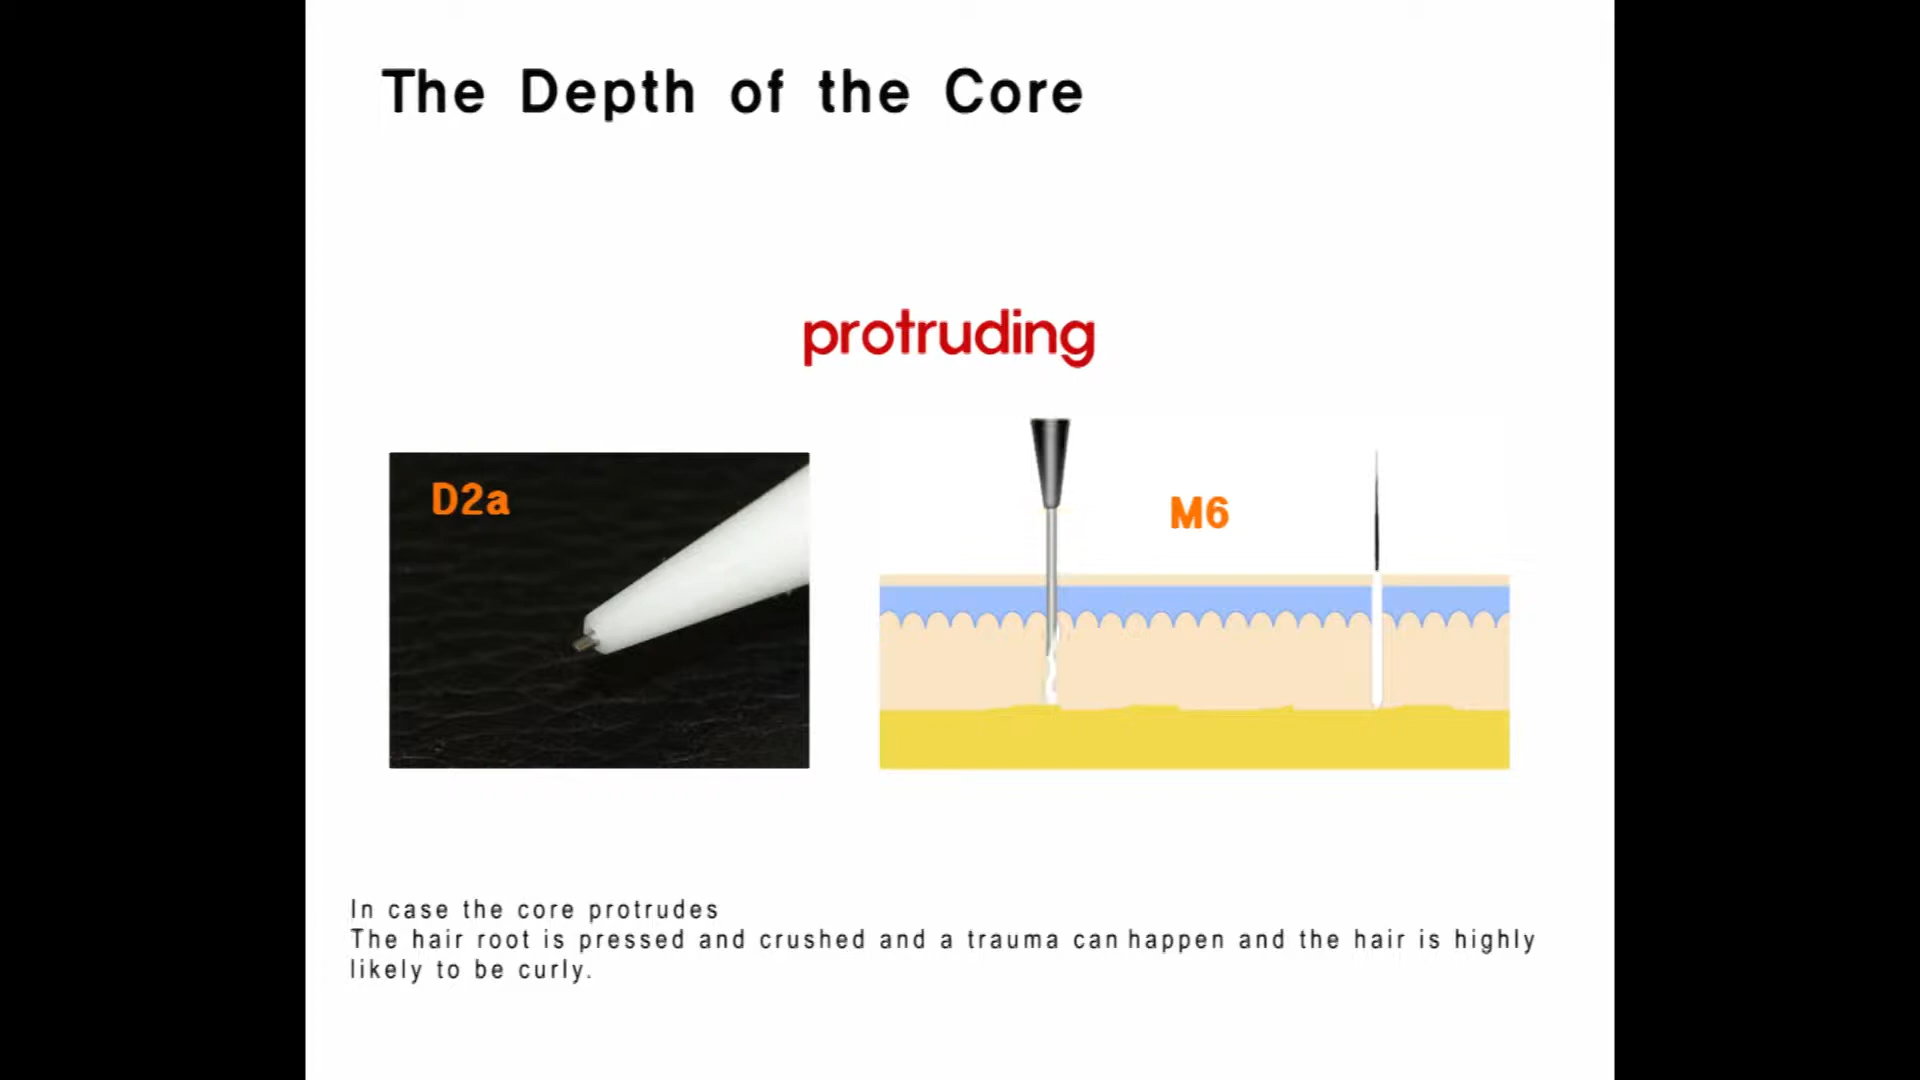 The Depth of the Core
protruding
D2a
M6
In case the core protrudes
The hair root is pressed and crushed and a trauma can happen and the hair is highly
likely to be curly.